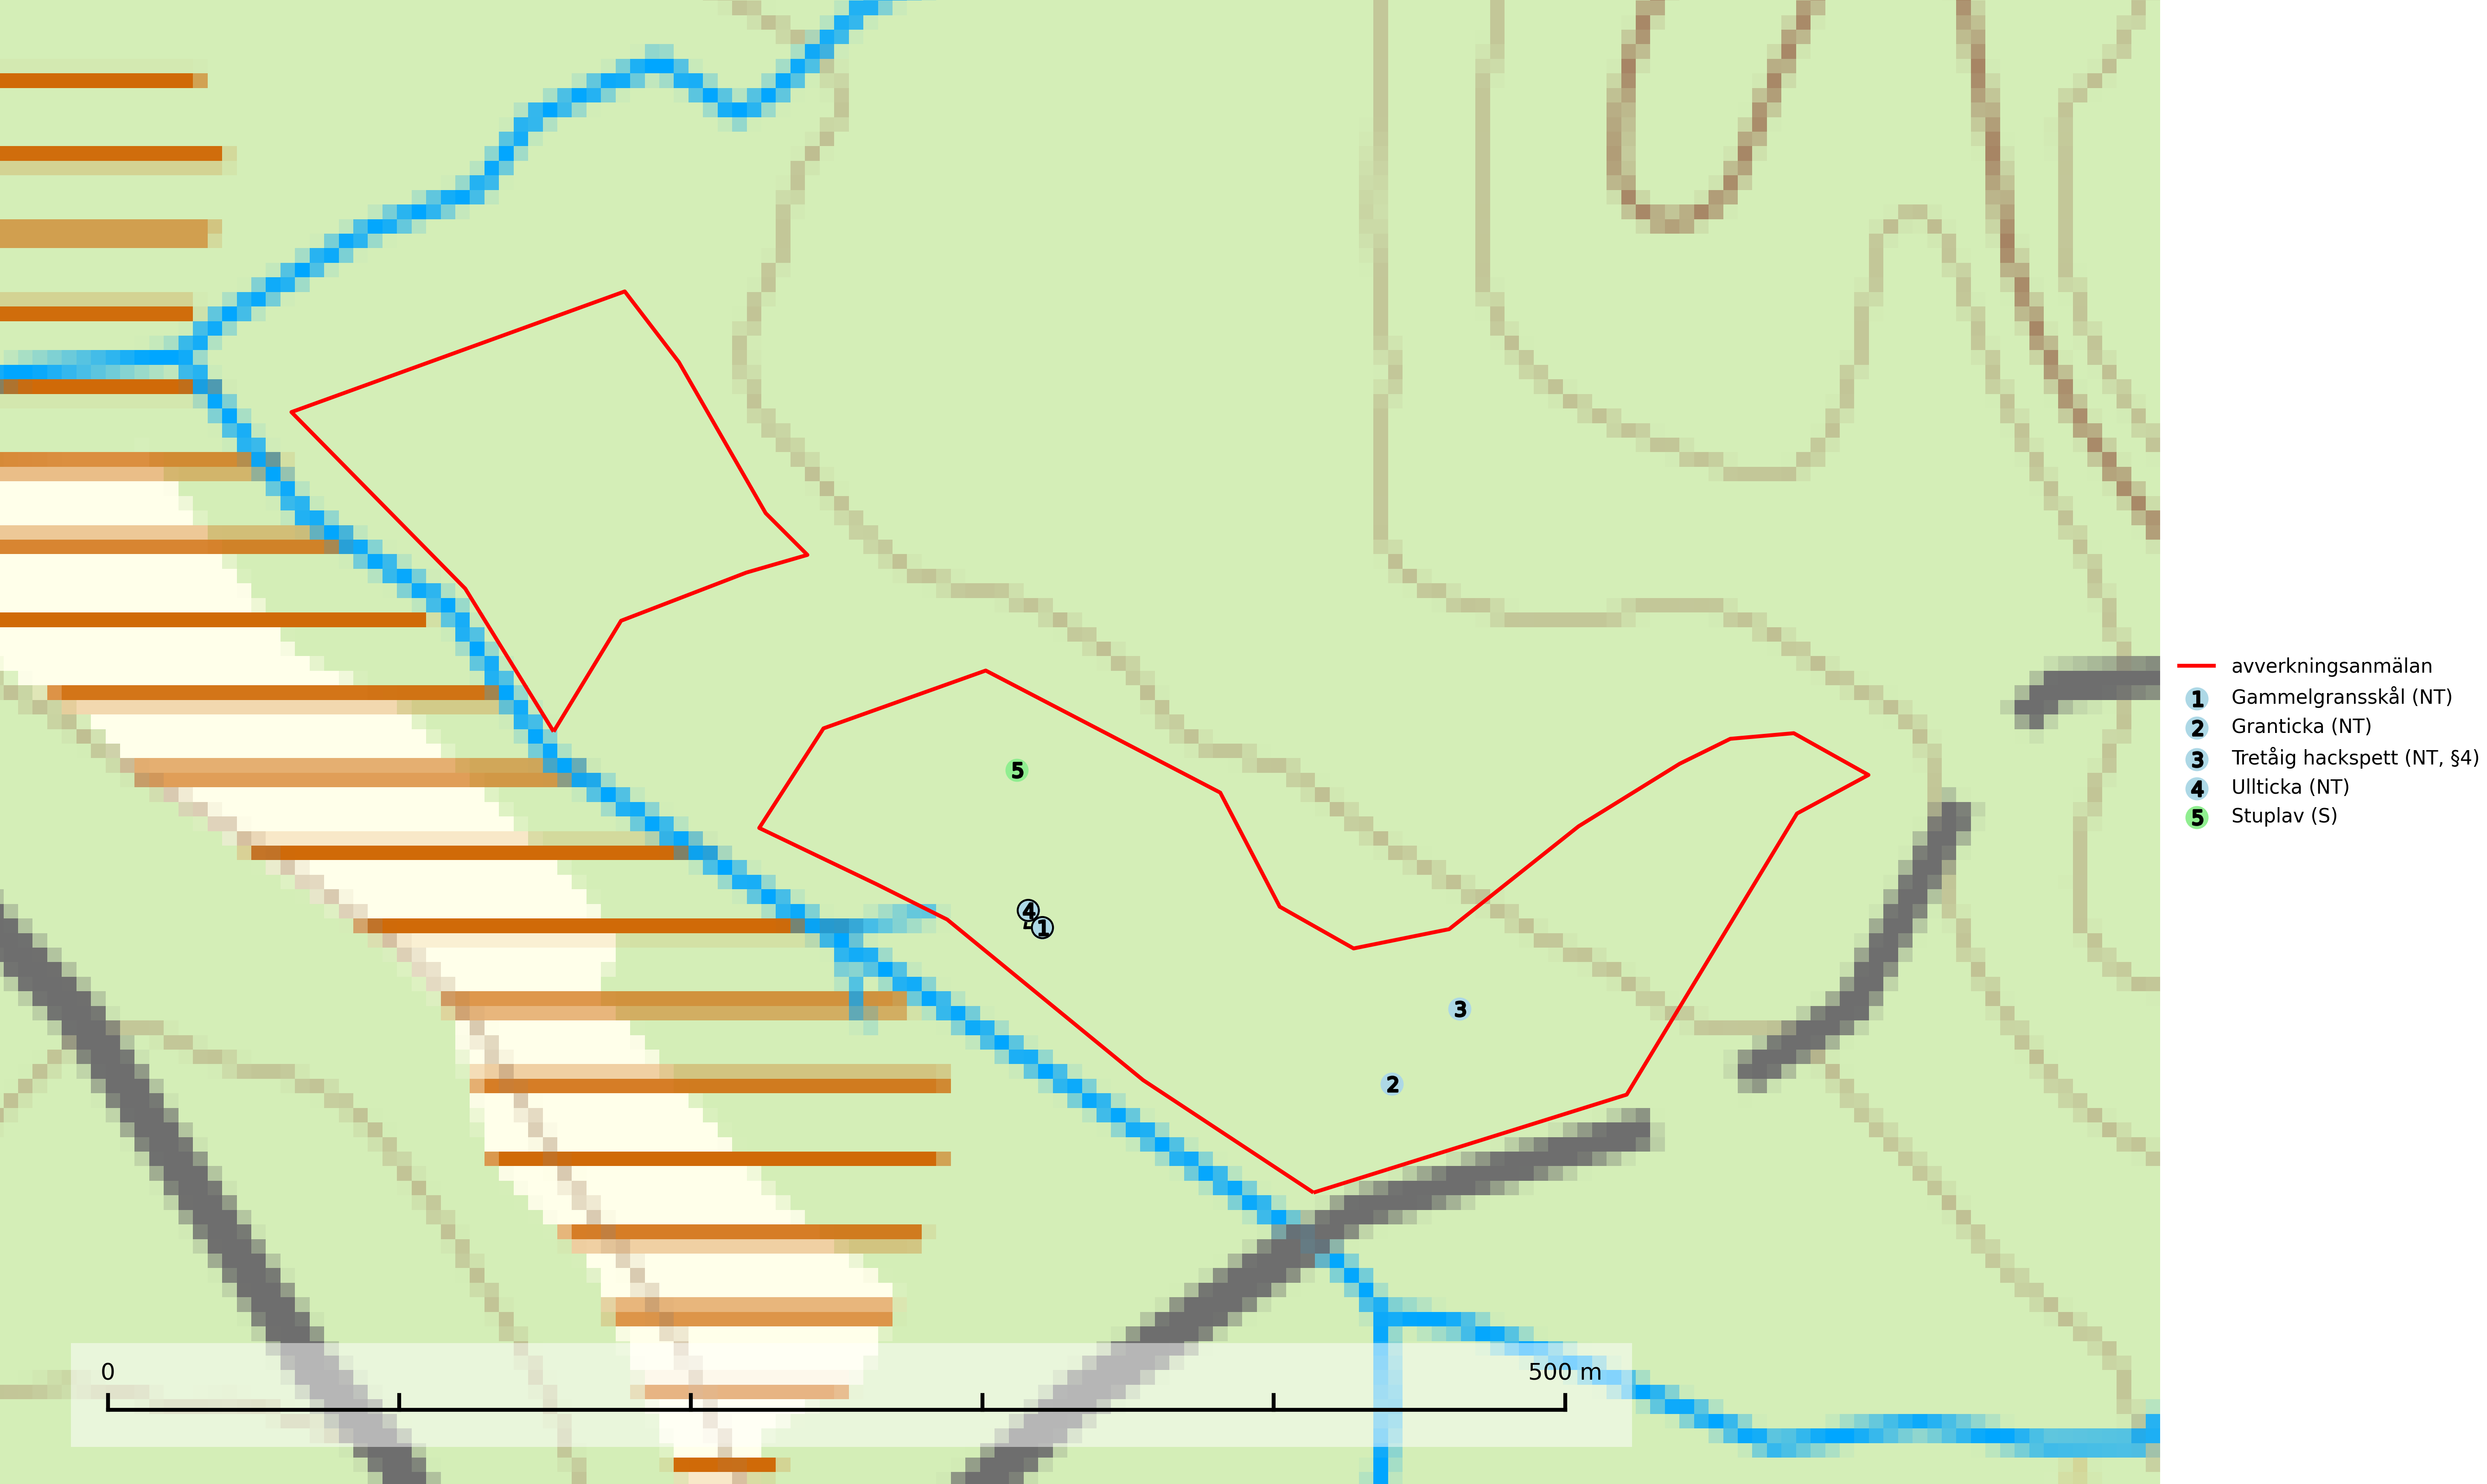 5
4
1
3
2
0
500 m
avverkningsanmälan
1 Gammelgransskål (NT)
2 Granticka (NT)
3 Tretåig hackspett (NT, §4)
4 Ullticka (NT)
5 Stuplav (S)